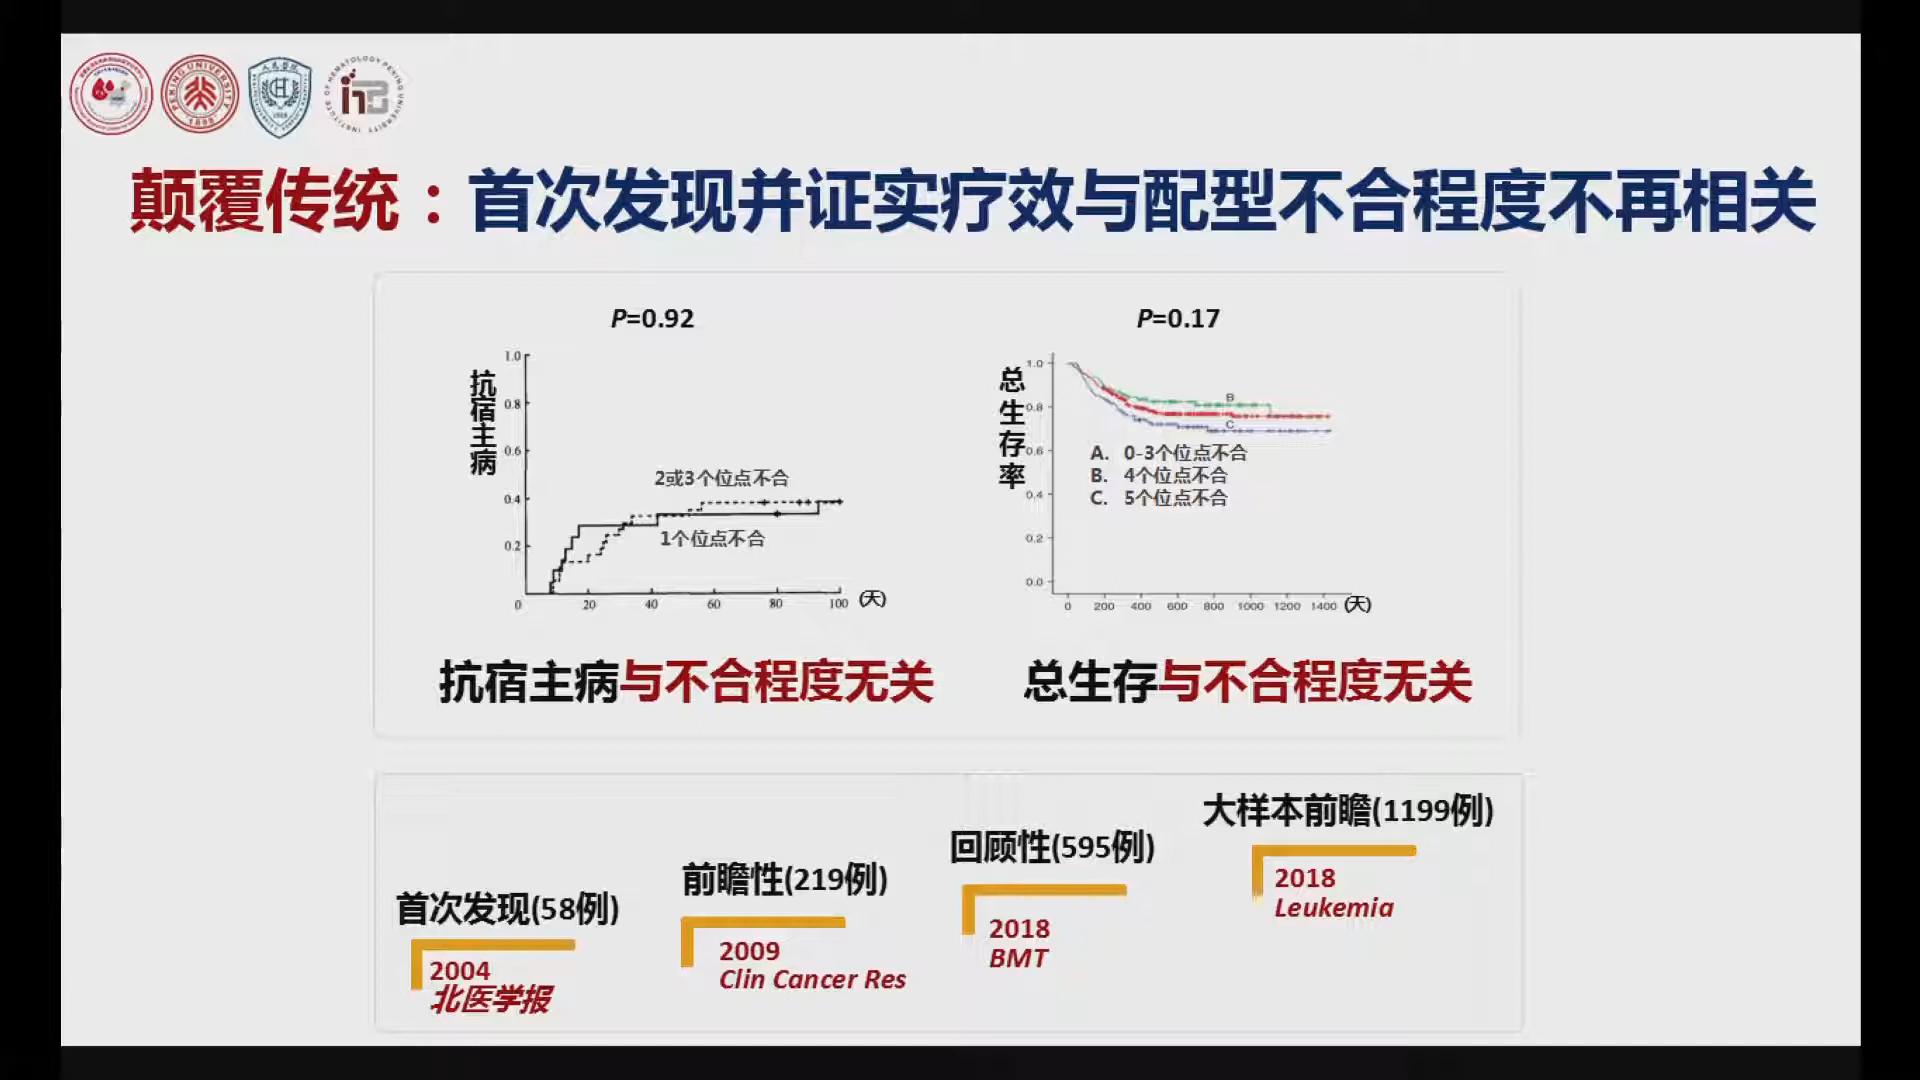 PEKING UNIVERSITY
1898
INSTITUTE OF HEMATOLOGY PEKING UNIVERSITY
颠覆传统：首次发现并证实疗效与配型不合程度不再相关
P=0.92
抗宿主病
1.0
0.8
0.6
0.4
0.2
2或3个位点不合
1个位点不合
0 20 40 60 80 100 (天)
抗宿主病与不合程度无关
P=0.17
总生存率
1.0
0.8
0.6
0.4
0.2
0.0
B
C
A. 0-3个位点不合
B. 4个位点不合
C. 5个位点不合
0 200 400 600 800 1000 1200 1400 (天)
总生存与不合程度无关
首次发现(58例)
2004
北医学报
前瞻性(219例)
2009
Clin Cancer Res
回顾性(595例)
2018
BMT
大样本前瞻(1199例)
2018
Leukemia